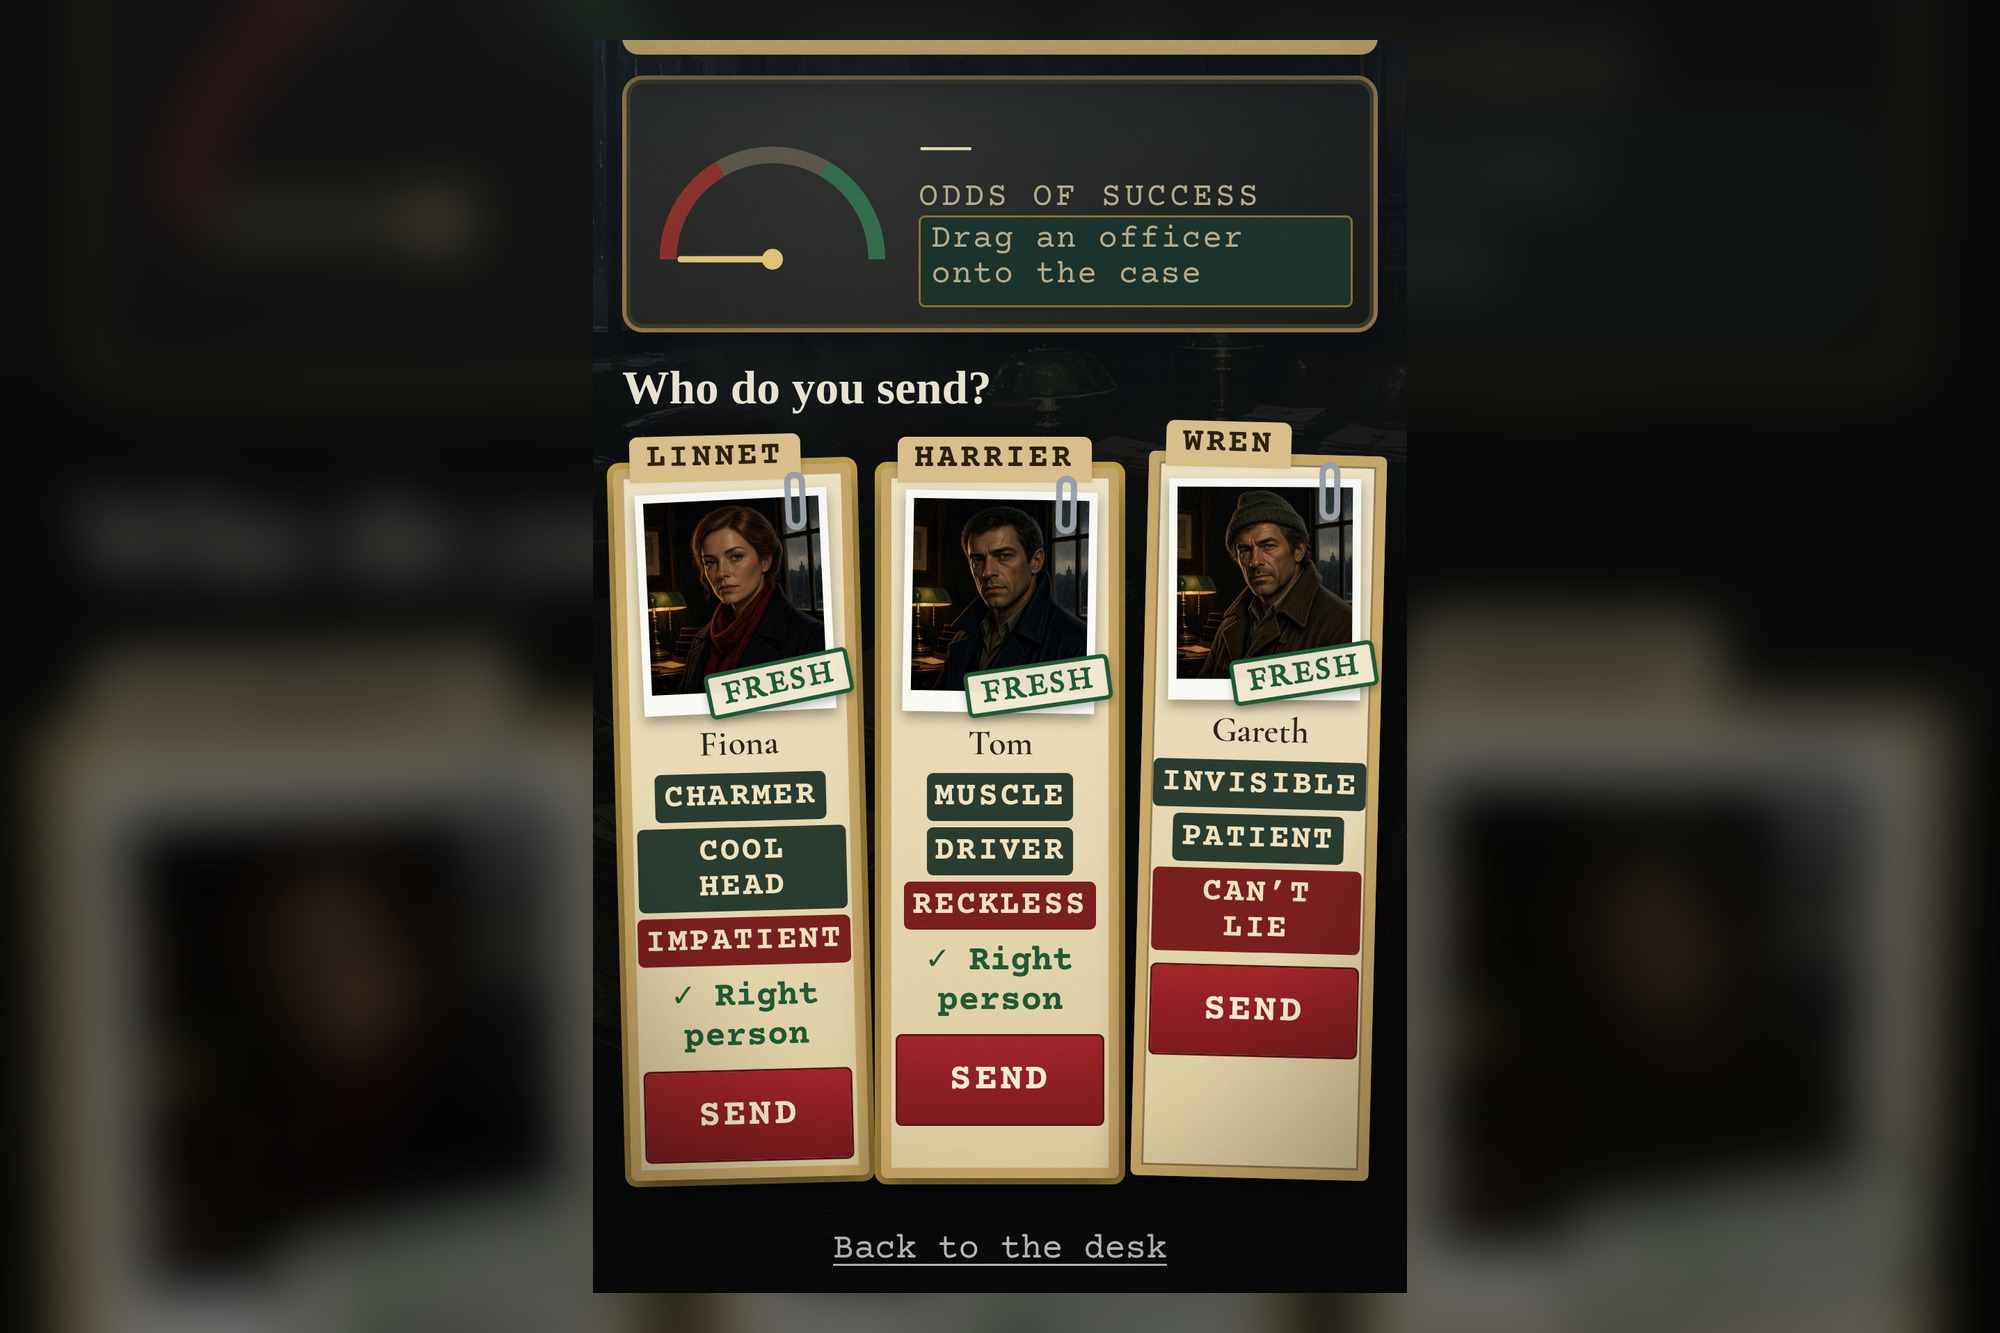 ODDS OF SUCCESS
Drag an officer
onto the case
Who do you send?
LINNET
FRESH
Fiona
CHARMER
COOL
HEAD
IMPATIENT
✓ Right
person
SEND
HARRIER
FRESH
Tom
MUSCLE
DRIVER
RECKLESS
✓ Right
person
SEND
WREN
FRESH
Gareth
INVISIBLE
PATIENT
CAN’T
LIE
SEND
Back to the desk